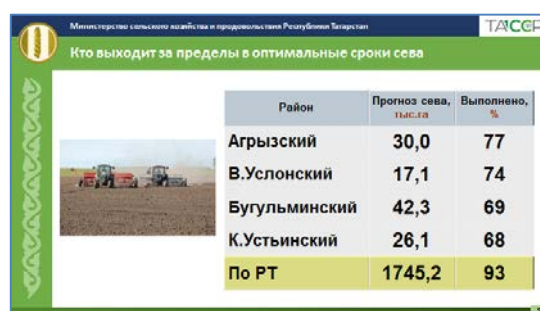 Министерство сельского хозяйства и продовольствия Республики Татарстан
ТАССР
Кто выходит за пределы в оптимальные сроки сева
Район Прогноз сева, тыс.га Выполнено, %
Агрызский 30,0 77
В.Услонский 17,1 74
Бугульминский 42,3 69
К.Устьинский 26,1 68
По РТ 1745,2 93